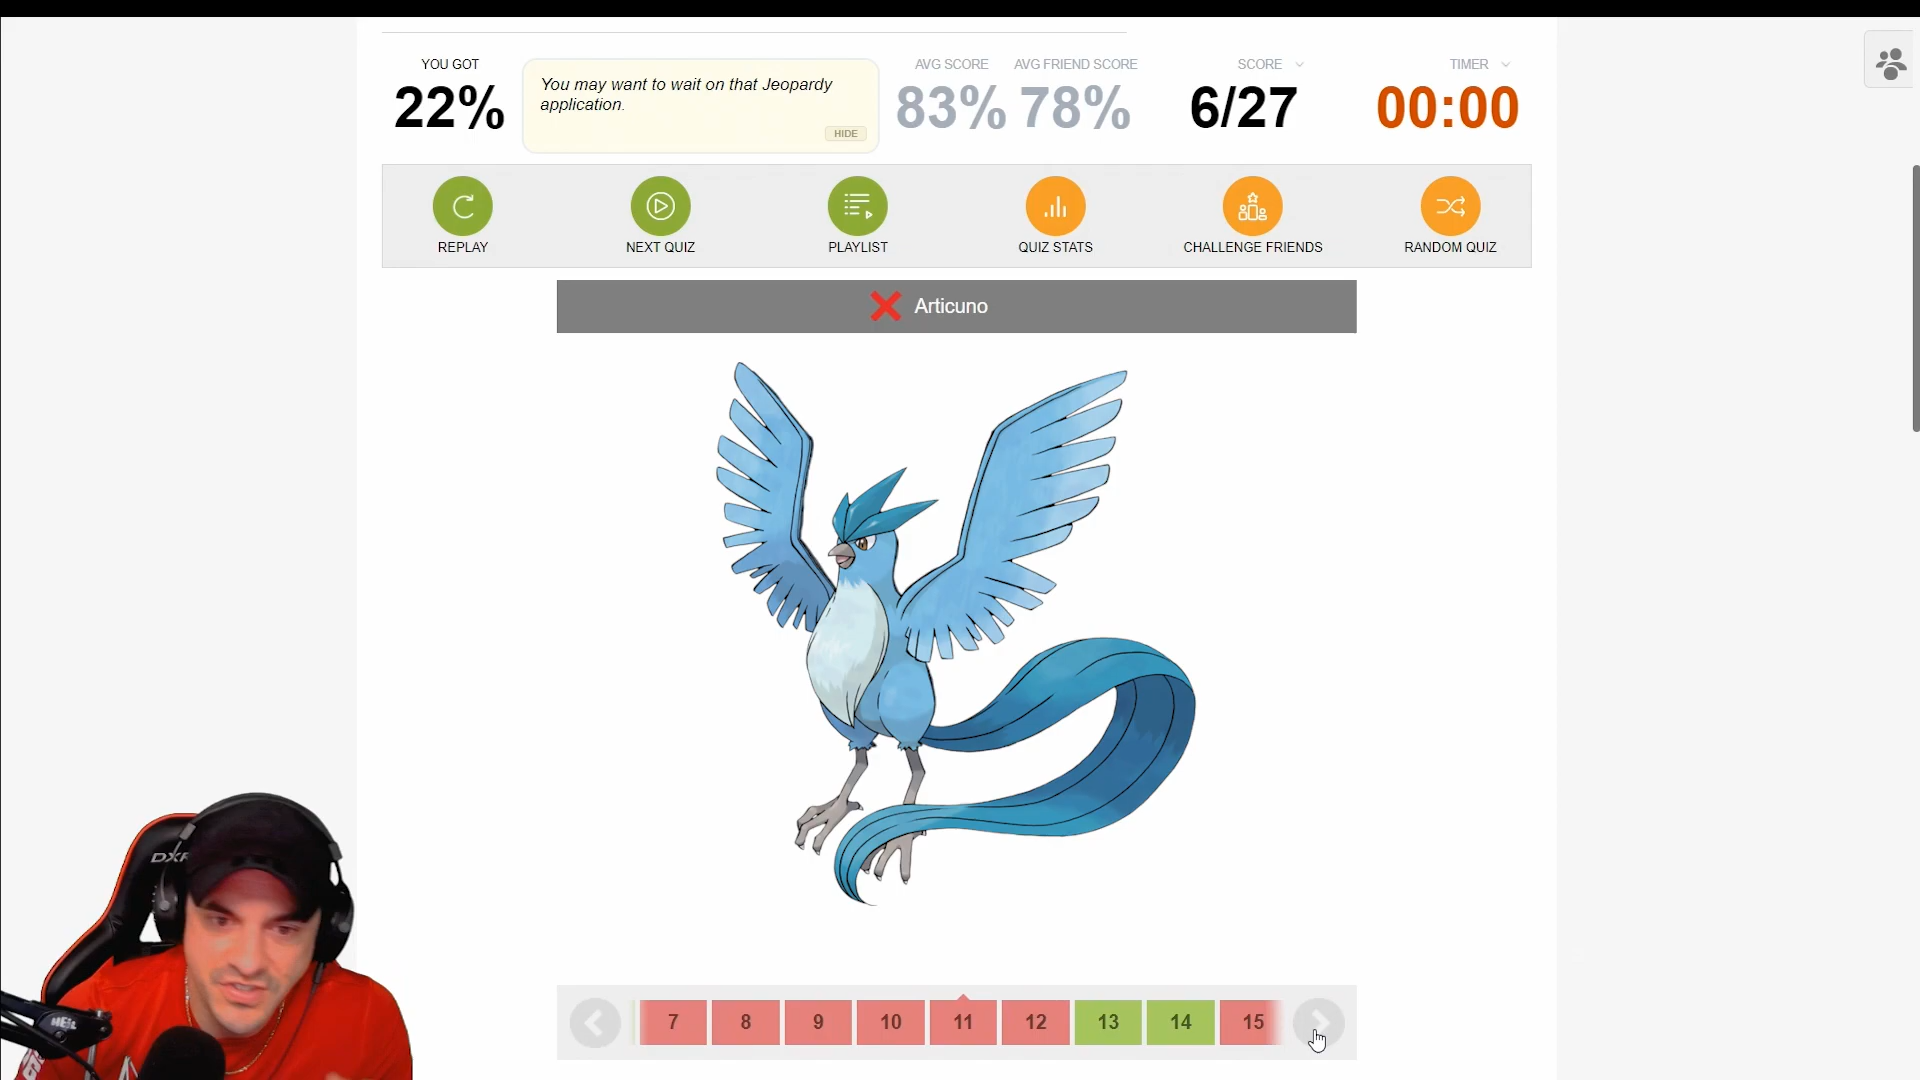 YOU GOT
22%
You may want to wait on that Jeopardy
application.
HIDE
AVG SCORE
83%
AVG FRIEND SCORE
78%
SCORE
6/27
TIMER
00:00
REPLAY
NEXT QUIZ
PLAYLIST
QUIZ STATS
CHALLENGE FRIENDS
RANDOM QUIZ
Articuno
7 8 9 10 11 12 13 14 15
DXR
HEIL